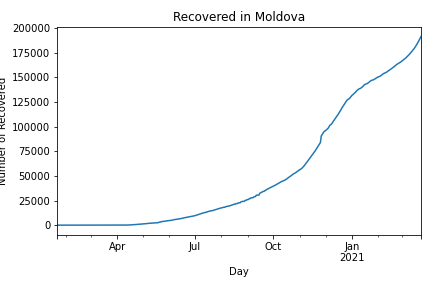 Recovered in Moldova
200000
175000
150000
125000
100000
75000
50000
25000
0
Number of Recovered
Apr
Jul
Oct
Jan
2021
Day